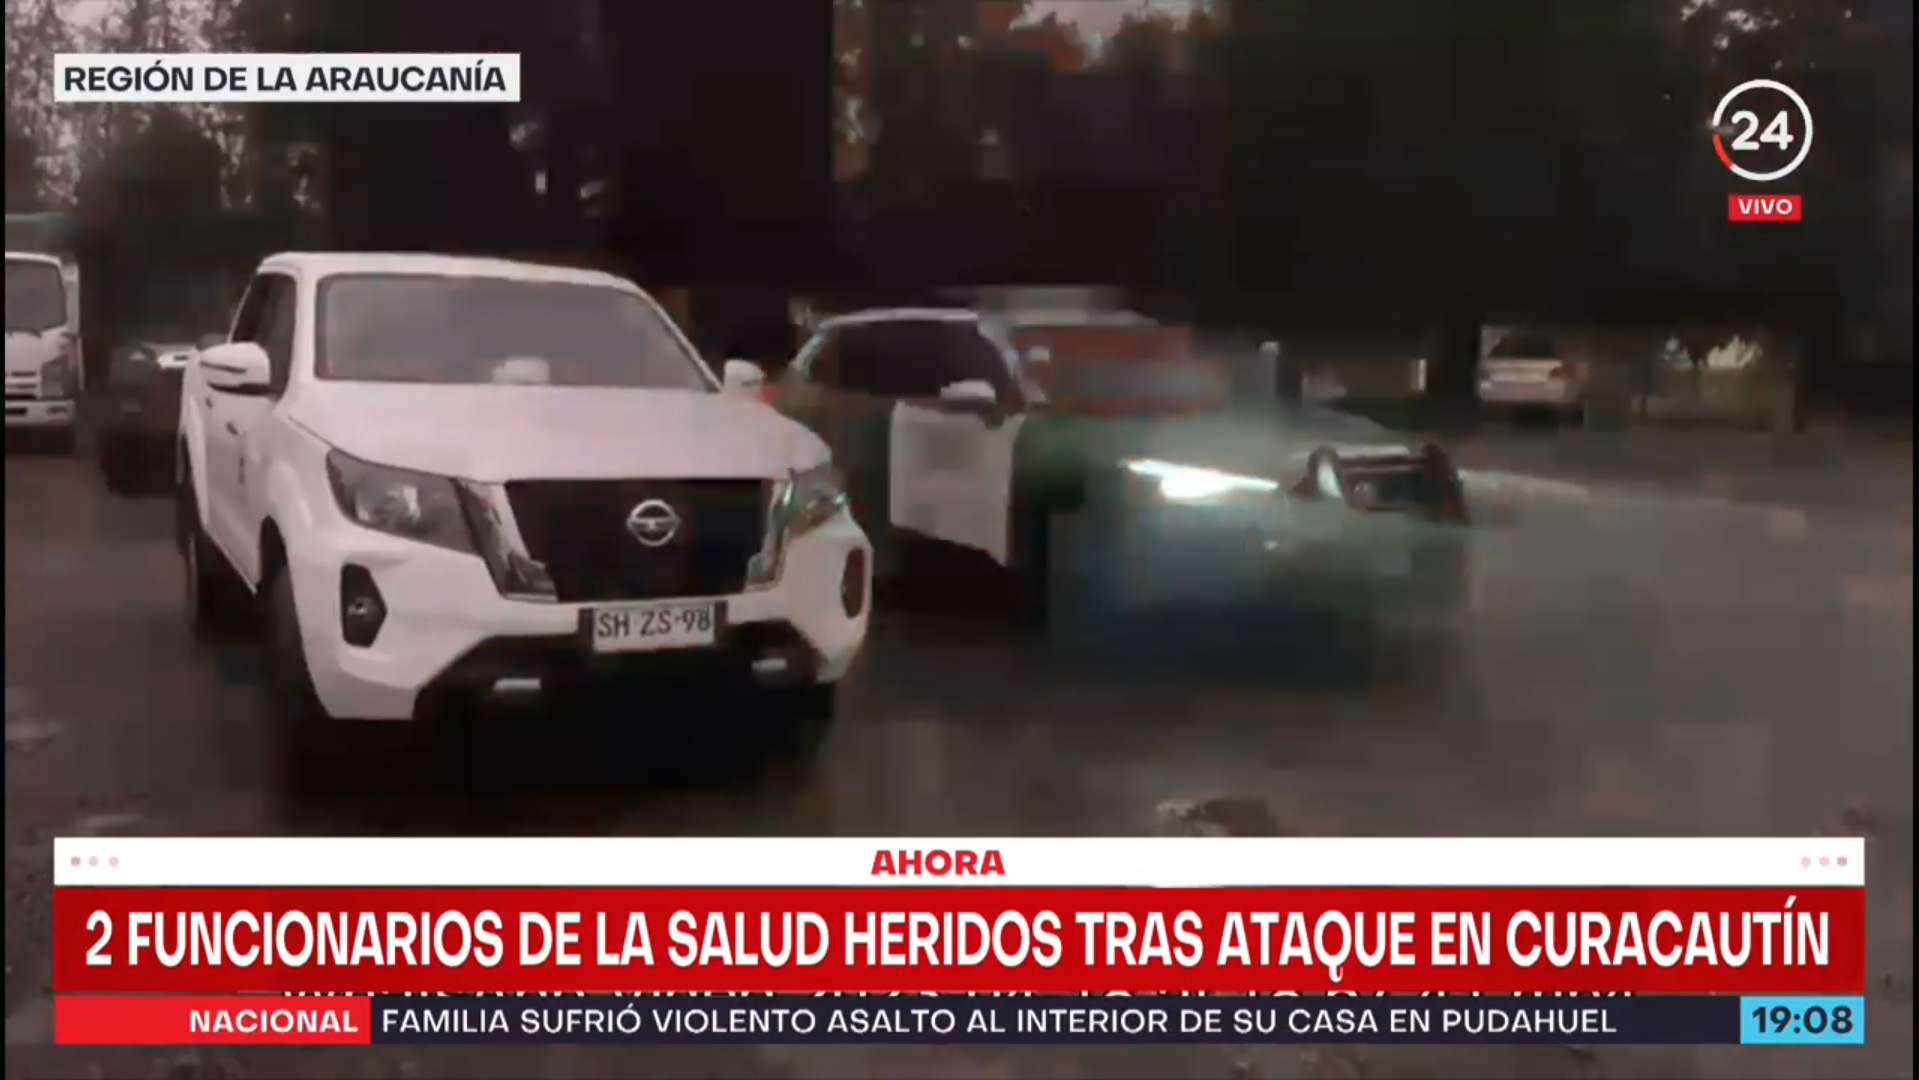 REGIÓN DE LA ARAUCANÍA
24
VIVO
SH ZS·98
AHORA
2 FUNCIONARIOS DE LA SALUD HERIDOS TRAS ATAQUE EN CURACAUTÍN
NACIONAL FAMILIA SUFRIÓ VIOLENTO ASALTO AL INTERIOR DE SU CASA EN PUDAHUEL 19:08